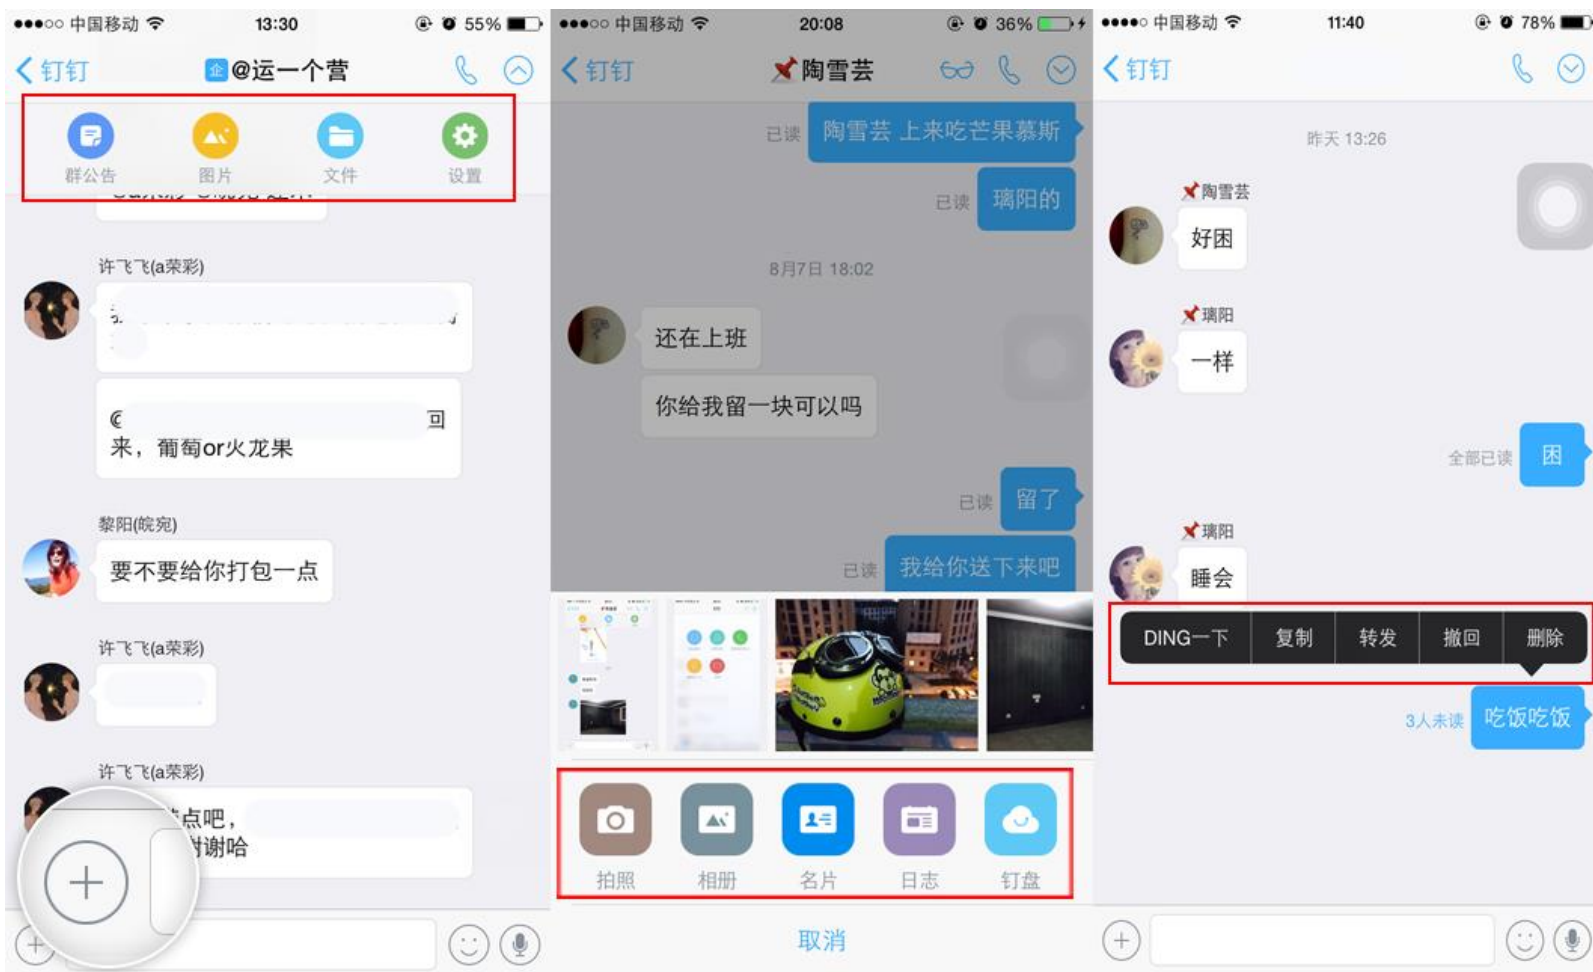 中国移动
13:30
55%
钉钉
企@运一个营
群公告
图片
文件
设置
许飞飞(a荣彩)
回
来，葡萄or火龙果
黎阳(皖宛)
要不要给你打包一点
许飞飞(a荣彩)
许飞飞(a荣彩)
点吧，
谢哈
中国移动
20:08
36%
钉钉
陶雪芸
已读
陶雪芸 上来吃芒果慕斯
已读
璃阳的
8月7日 18:02
还在上班
你给我留一块可以吗
已读
留了
已读
我给你送下来吧
拍照
相册
名片
日志
钉盘
取消
中国移动
11:40
78%
钉钉
昨天 13:26
陶雪芸
好困
璃阳
一样
全部已读
困
璃阳
睡会
DING一下
复制
转发
撤回
删除
3人未读
吃饭吃饭